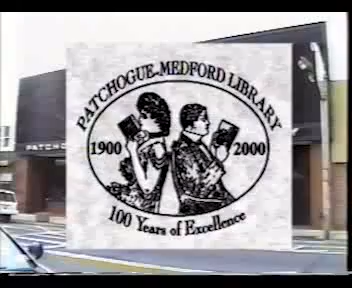 PATCHOGUE-MEDFORD LIBRARY
1900 2000
100 Years of Excellence
PATCHO